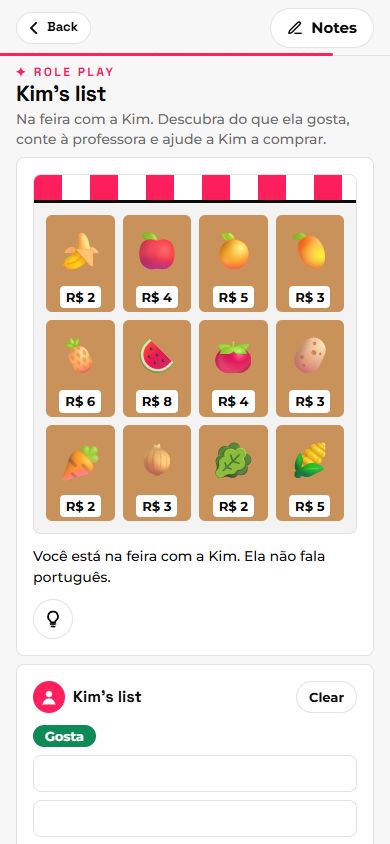 Back
Notes
ROLE PLAY
Kim's list
Na feira com a Kim. Descubra do que ela gosta,
conte à professora e ajude a Kim a comprar.
R$ 2
R$ 4
R$ 5
R$ 3
R$ 6
R$ 8
R$ 4
R$ 3
R$ 2
R$ 3
R$ 2
R$ 5
Você está na feira com a Kim. Ela não fala
português.
Kim's list
Clear
Gosta